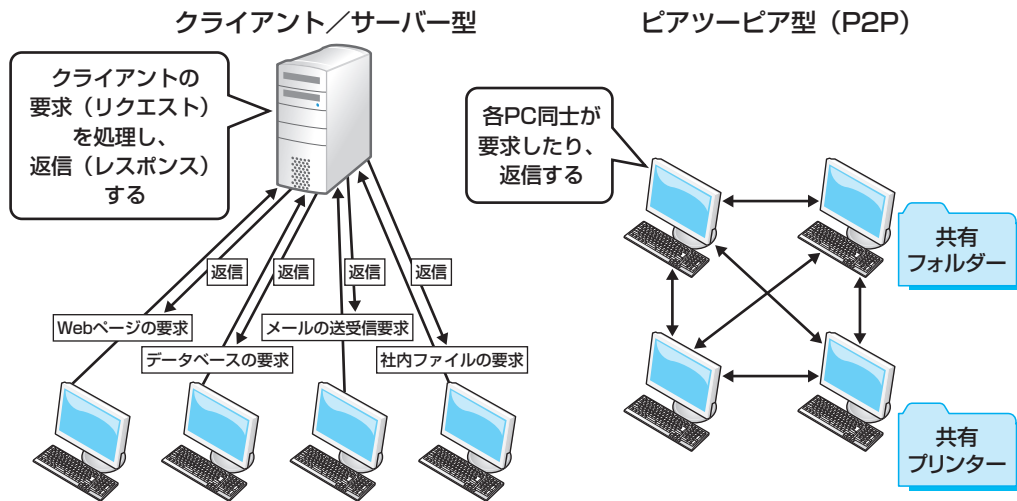 クライアント／サーバー型
クライアントの
要求（リクエスト）
を処理し、
返信（レスポンス）
する
返信
返信
返信
返信
Webページの要求
メールの送受信要求
データベースの要求
社内ファイルの要求
ピアツーピア型（P2P）
各PC同士が
要求したり、
返信する
共有
フォルダー
共有
プリンター